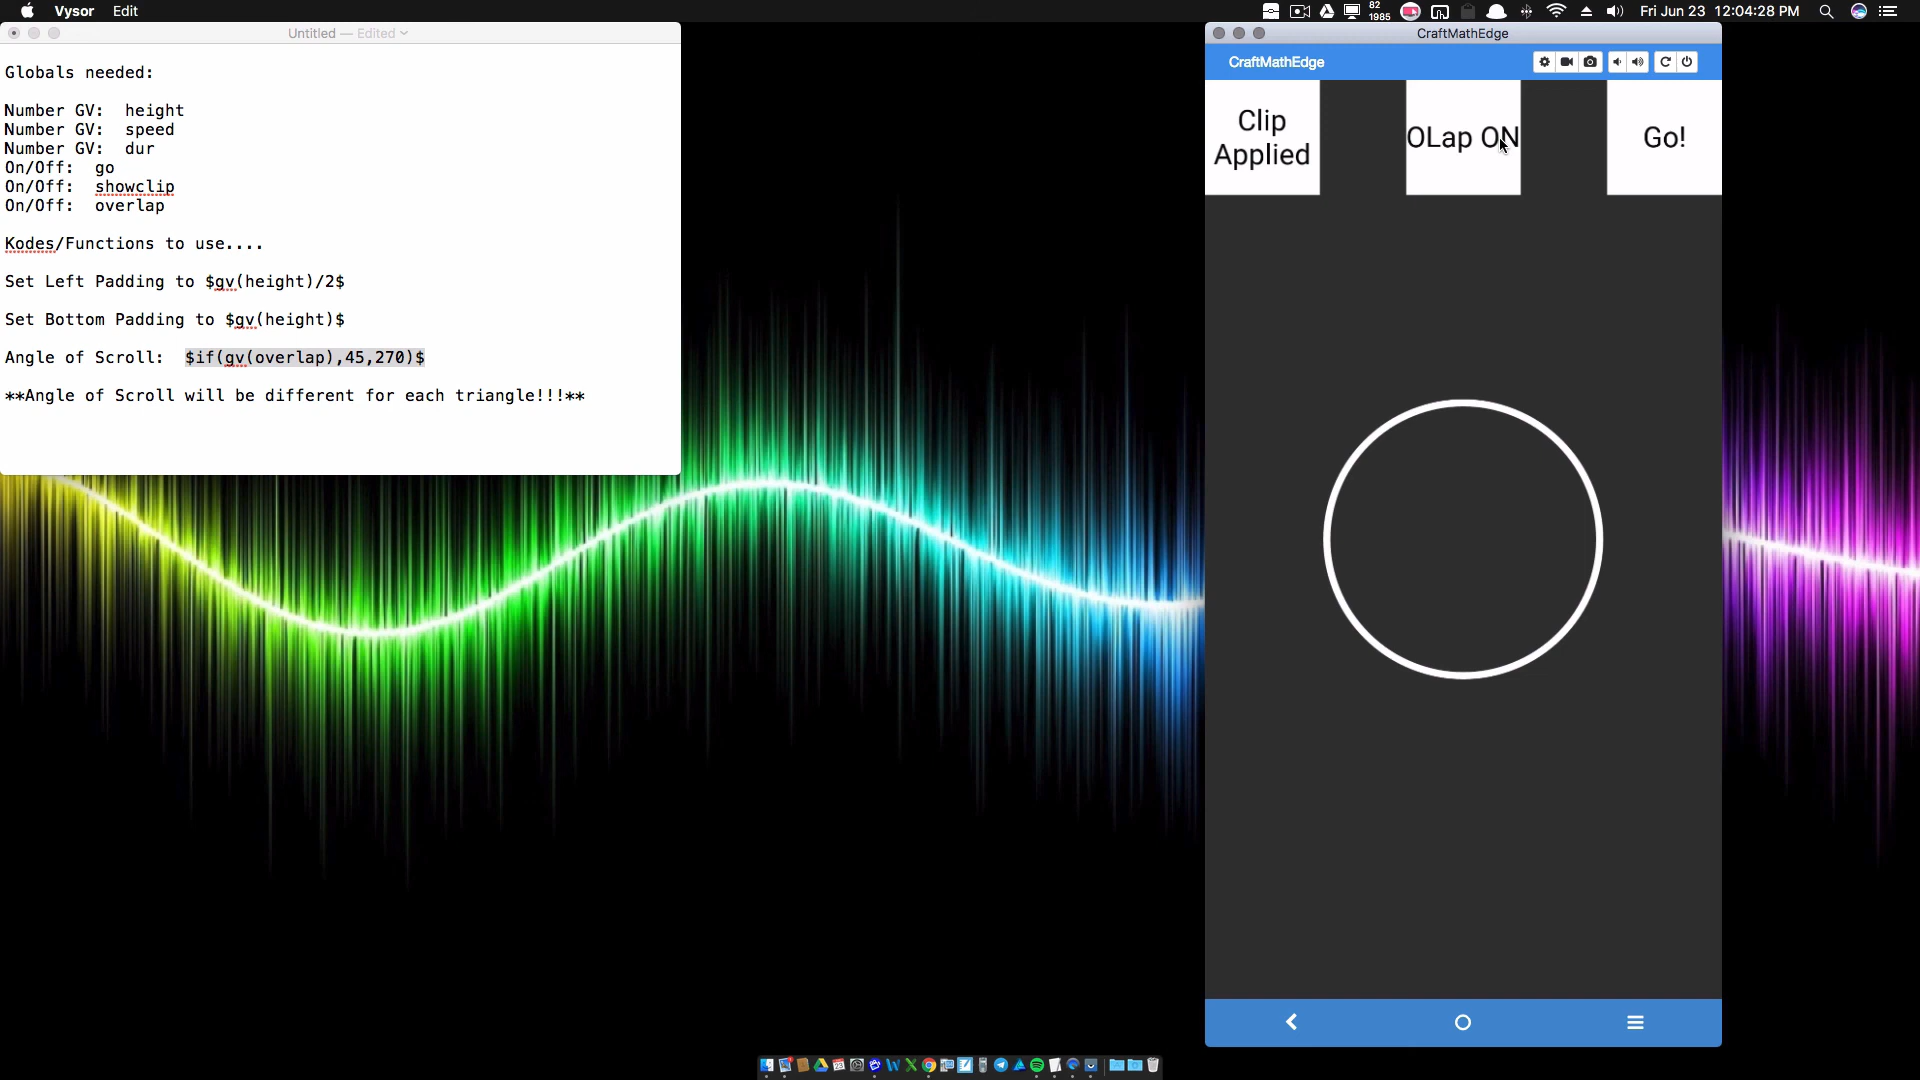 Vysor Edit
82
1985
Fri Jun 23 12:04:28 PM
Untitled — Edited
Globals needed:
Number GV: height
Number GV: speed
Number GV: dur
On/Off: go
On/Off: showclip
On/Off: overlap
Kodes/Functions to use....
Set Left Padding to $gv(height)/2$
Set Bottom Padding to $gv(height)$
Angle of Scroll: $if(gv(overlap),45,270)$
**Angle of Scroll will be different for each triangle!!!**
CraftMathEdge
CraftMathEdge
Clip
Applied
OLap ON
Go!